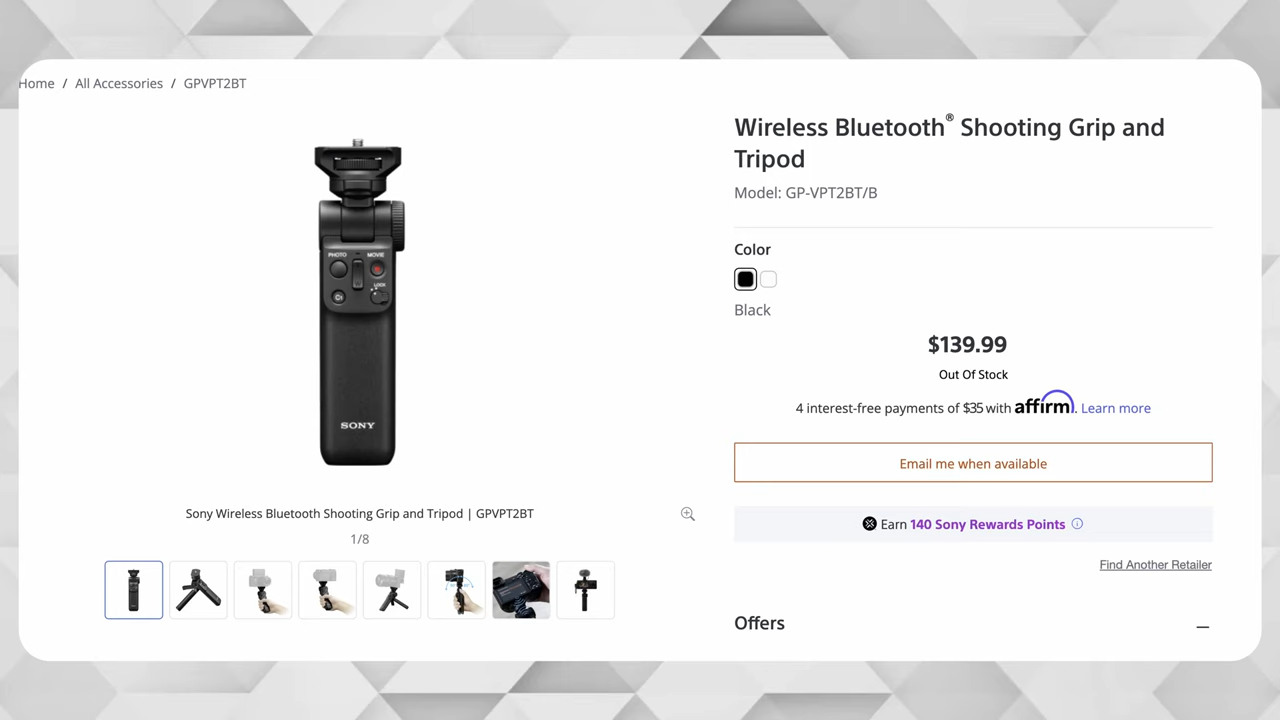 Home / All Accessories / GPVPT2BT
PHOTO MOVIE
LOCK
SONY
Sony Wireless Bluetooth Shooting Grip and Tripod | GPVPT2BT
1/8
Wireless Bluetooth® Shooting Grip and
Tripod
Model: GP-VPT2BT/B
Color
Black
$139.99
Out Of Stock
4 interest-free payments of $35 with affirm. Learn more
Email me when available
Earn 140 Sony Rewards Points
Find Another Retailer
Offers